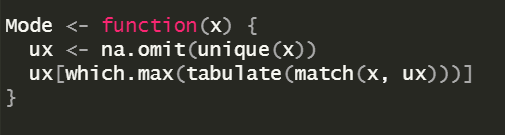 Mode <- function(x) {
  ux <- na.omit(unique(x))
  ux[which.max(tabulate(match(x, ux)))]
}